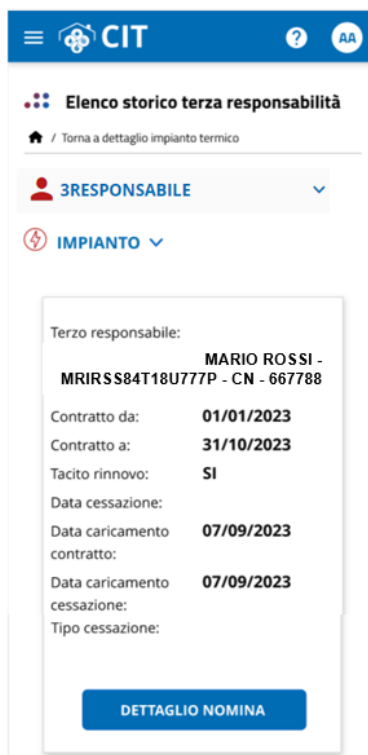 CIT
?
AA
Elenco storico terza responsabilità
/ Torna a dettaglio impianto termico
3RESPONSABILE
IMPIANTO
Terzo responsabile:
MARIO ROSSI -
MRIRSS84T18U777P - CN - 667788
Contratto da: 01/01/2023
Contratto a: 31/10/2023
Tacito rinnovo: SI
Data cessazione:
Data caricamento 07/09/2023
contratto:
Data caricamento 07/09/2023
cessazione:
Tipo cessazione:
DETTAGLIO NOMINA